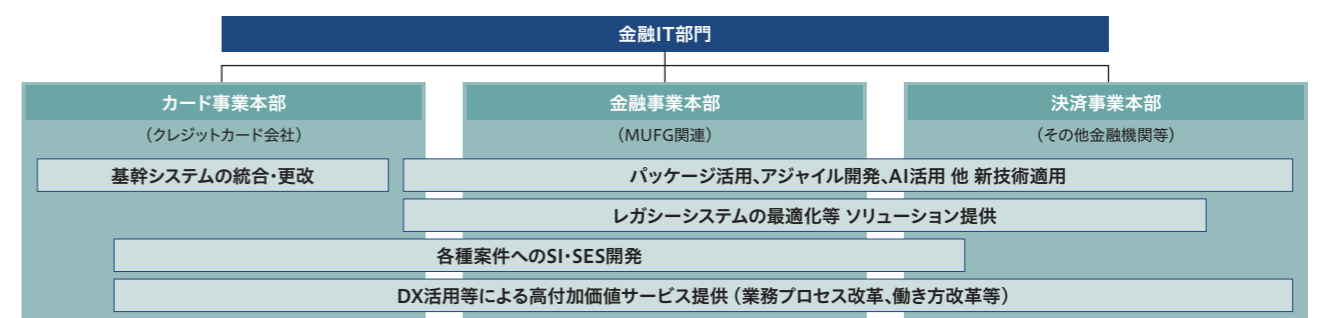 金融IT部門
カード事業本部
金融事業本部
決済事業本部
（クレジットカード会社）
（MUFG関連）
（その他金融機関等）
基幹システムの統合・更改
パッケージ活用、アジャイル開発、AI活用 他 新技術適用
レガシーシステムの最適化等 ソリューション提供
各種案件へのSI・SES開発
DX活用等による高付加価値サービス提供（業務プロセス改革、働き方改革等）